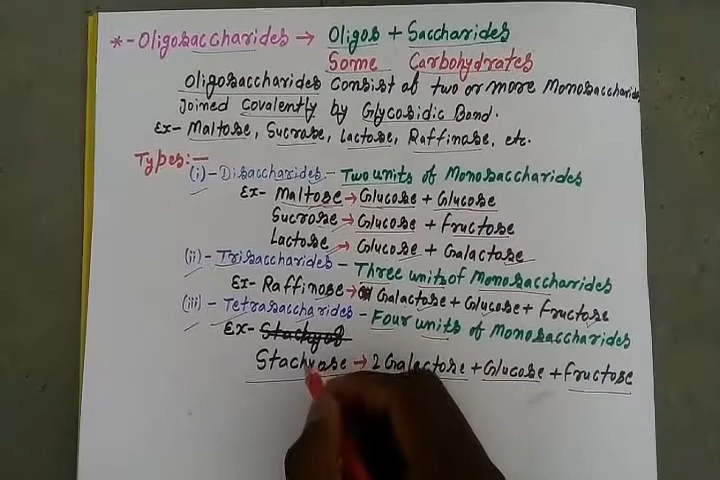 *-Oligosaccharides → Oligos + Saccharides
Some Carbohydrates
Oligosaccharides consist of two or more Monosaccharides
Joined Covalently by Glycosidic Bond.
Ex- Maltose, Sucrose, Lactose, Raffinase, etc.
Types:-
(i)- Disaccharides - Two units of Monosaccharides
Ex- Maltose → Glucose + Glucose
Sucrose → Glucose + Fructose
Lactose → Glucose + Galactose
(ii)- Trisaccharides - Three units of Monosaccharides
Ex- Raffinose → Galactose + Glucose + Fructose
(iii)- Tetrasaccharides - Four units of Monosaccharides
Ex-
Stachyose → 2 Galactose + Glucose + Fructose